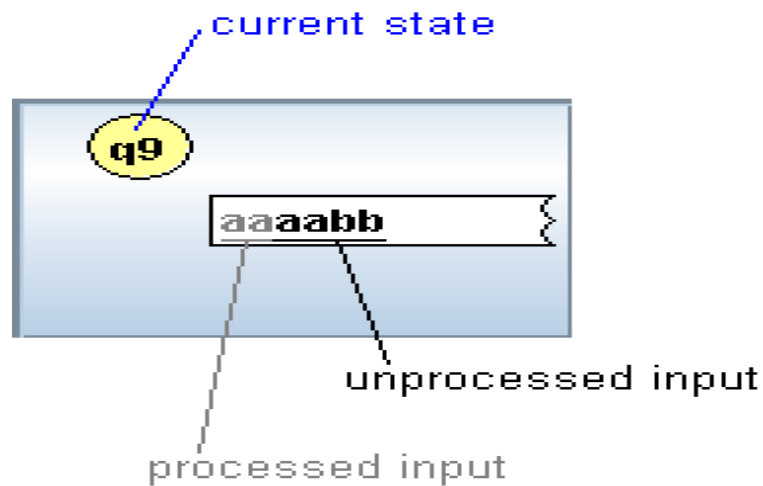 current state
q9
aaaabb
unprocessed input
processed input